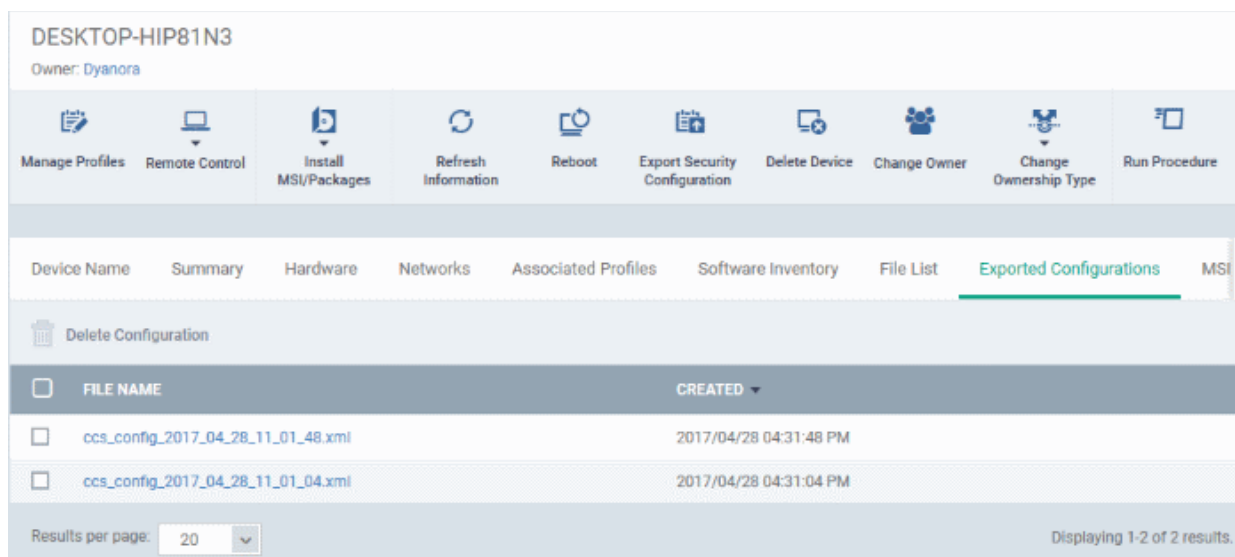 DESKTOP-HIP81N3
Owner: Dyanora
Manage Profiles
Remote Control
Install MSI/Packages
Refresh Information
Reboot
Export Security Configuration
Delete Device
Change Owner
Change Ownership Type
Run Procedure
Device Name Summary Hardware Networks Associated Profiles Software Inventory File List Exported Configurations MSI
Delete Configuration
FILE NAME CREATED
ccs_config_2017_04_28_11_01_48.xml 2017/04/28 04:31:48 PM
ccs_config_2017_04_28_11_01_04.xml 2017/04/28 04:31:04 PM
Results per page: 20 Displaying 1-2 of 2 results.